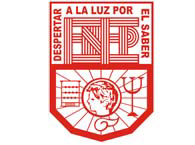 DESPERTAR
A LA LUZ POR
EL SABER
ENP